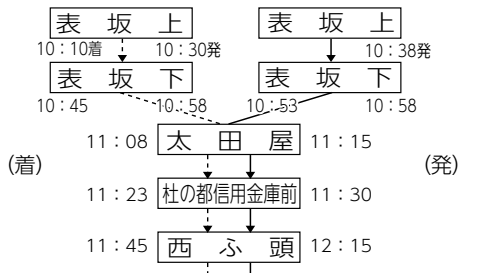 表坂上 表坂上
10：10着 10：30発 10：38発
表坂下 表坂下
10：45 10：58 10：53 10：58
11：08 太田屋 11：15
(着) (発)
11：23 杜の都信用金庫前 11：30
11：45 西ふ頭 12：15